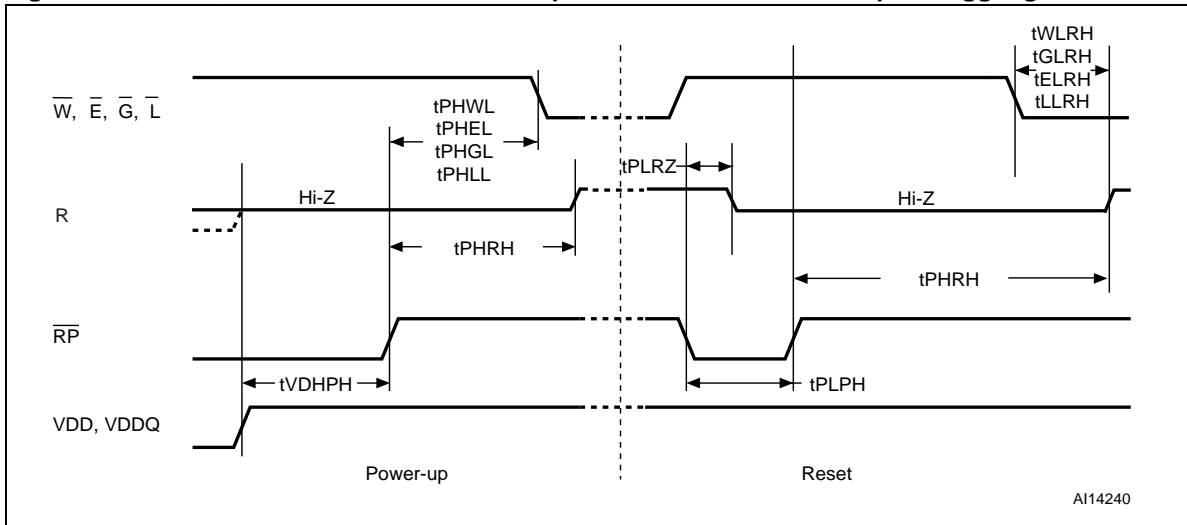 tWLRH
tGLRH
tELRH
tLLRH
W, E, G, L
tPHWL
tPHEL
tPHGL
tPHLL
tPLRZ
R
Hi-Z
Hi-Z
tPHRH
tPHRH
RP
tVDHPH
tPLPH
VDD, VDDQ
Power-up
Reset
AI14240